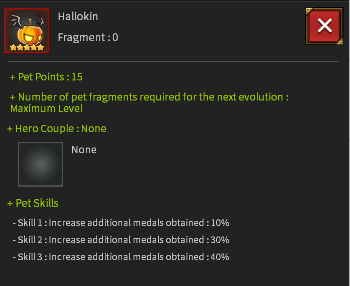 Hallokin
Fragment : 0
+ Pet Points : 15
+ Number of pet fragments required for the next evolution :
Maximum Level
+ Hero Couple : None
None
+ Pet Skills
- Skill 1 : Increase additional medals obtained : 10%
- Skill 2 : Increase additional medals obtained : 30%
- Skill 3 : Increase additional medals obtained : 40%